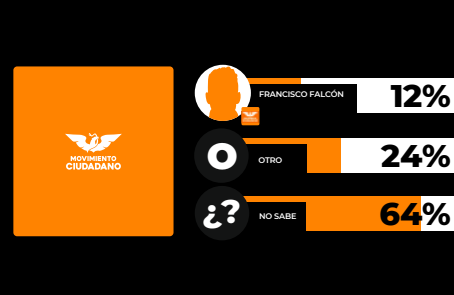 MOVIMIENTO
CIUDADANO
FRANCISCO FALCÓN
12%
O
OTRO
24%
¿?
NO SABE
64%